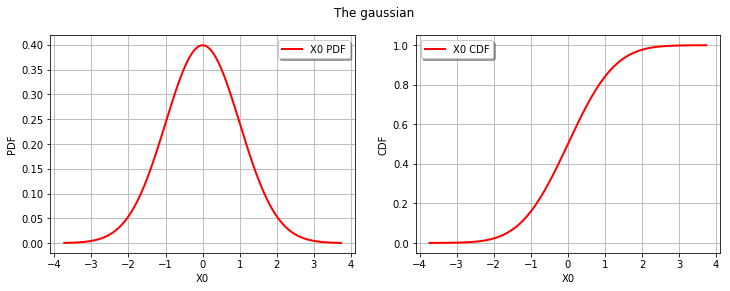 The gaussian
X0 PDF
0.40
0.35
0.30
0.25
0.20
0.15
0.10
0.05
0.00
PDF
−4 −3 −2 −1 0 1 2 3 4
X0
X0 CDF
1.0
0.8
0.6
0.4
0.2
0.0
CDF
−4 −3 −2 −1 0 1 2 3 4
X0